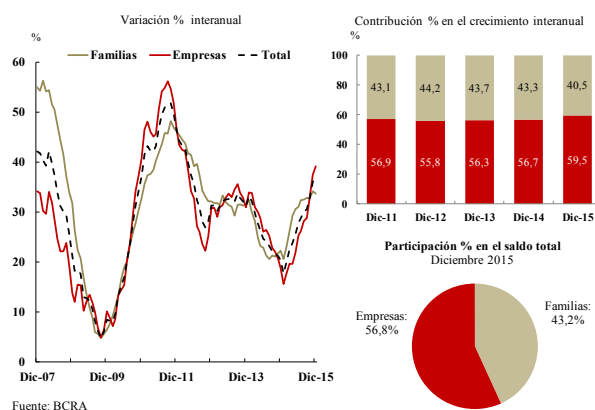 Variación % interanual
%
Familias Empresas Total
60
50
40
30
20
10
0
Dic-07 Dic-09 Dic-11 Dic-13 Dic-15
Fuente: BCRA
Contribución % en el crecimiento interanual
%
100
80
60
40
20
0
43,1 44,2 43,7 43,3 40,5
56,9 55,8 56,3 56,7 59,5
Dic-11 Dic-12 Dic-13 Dic-14 Dic-15
Participación % en el saldo total
Diciembre 2015
Empresas:
56,8%
Familias:
43,2%